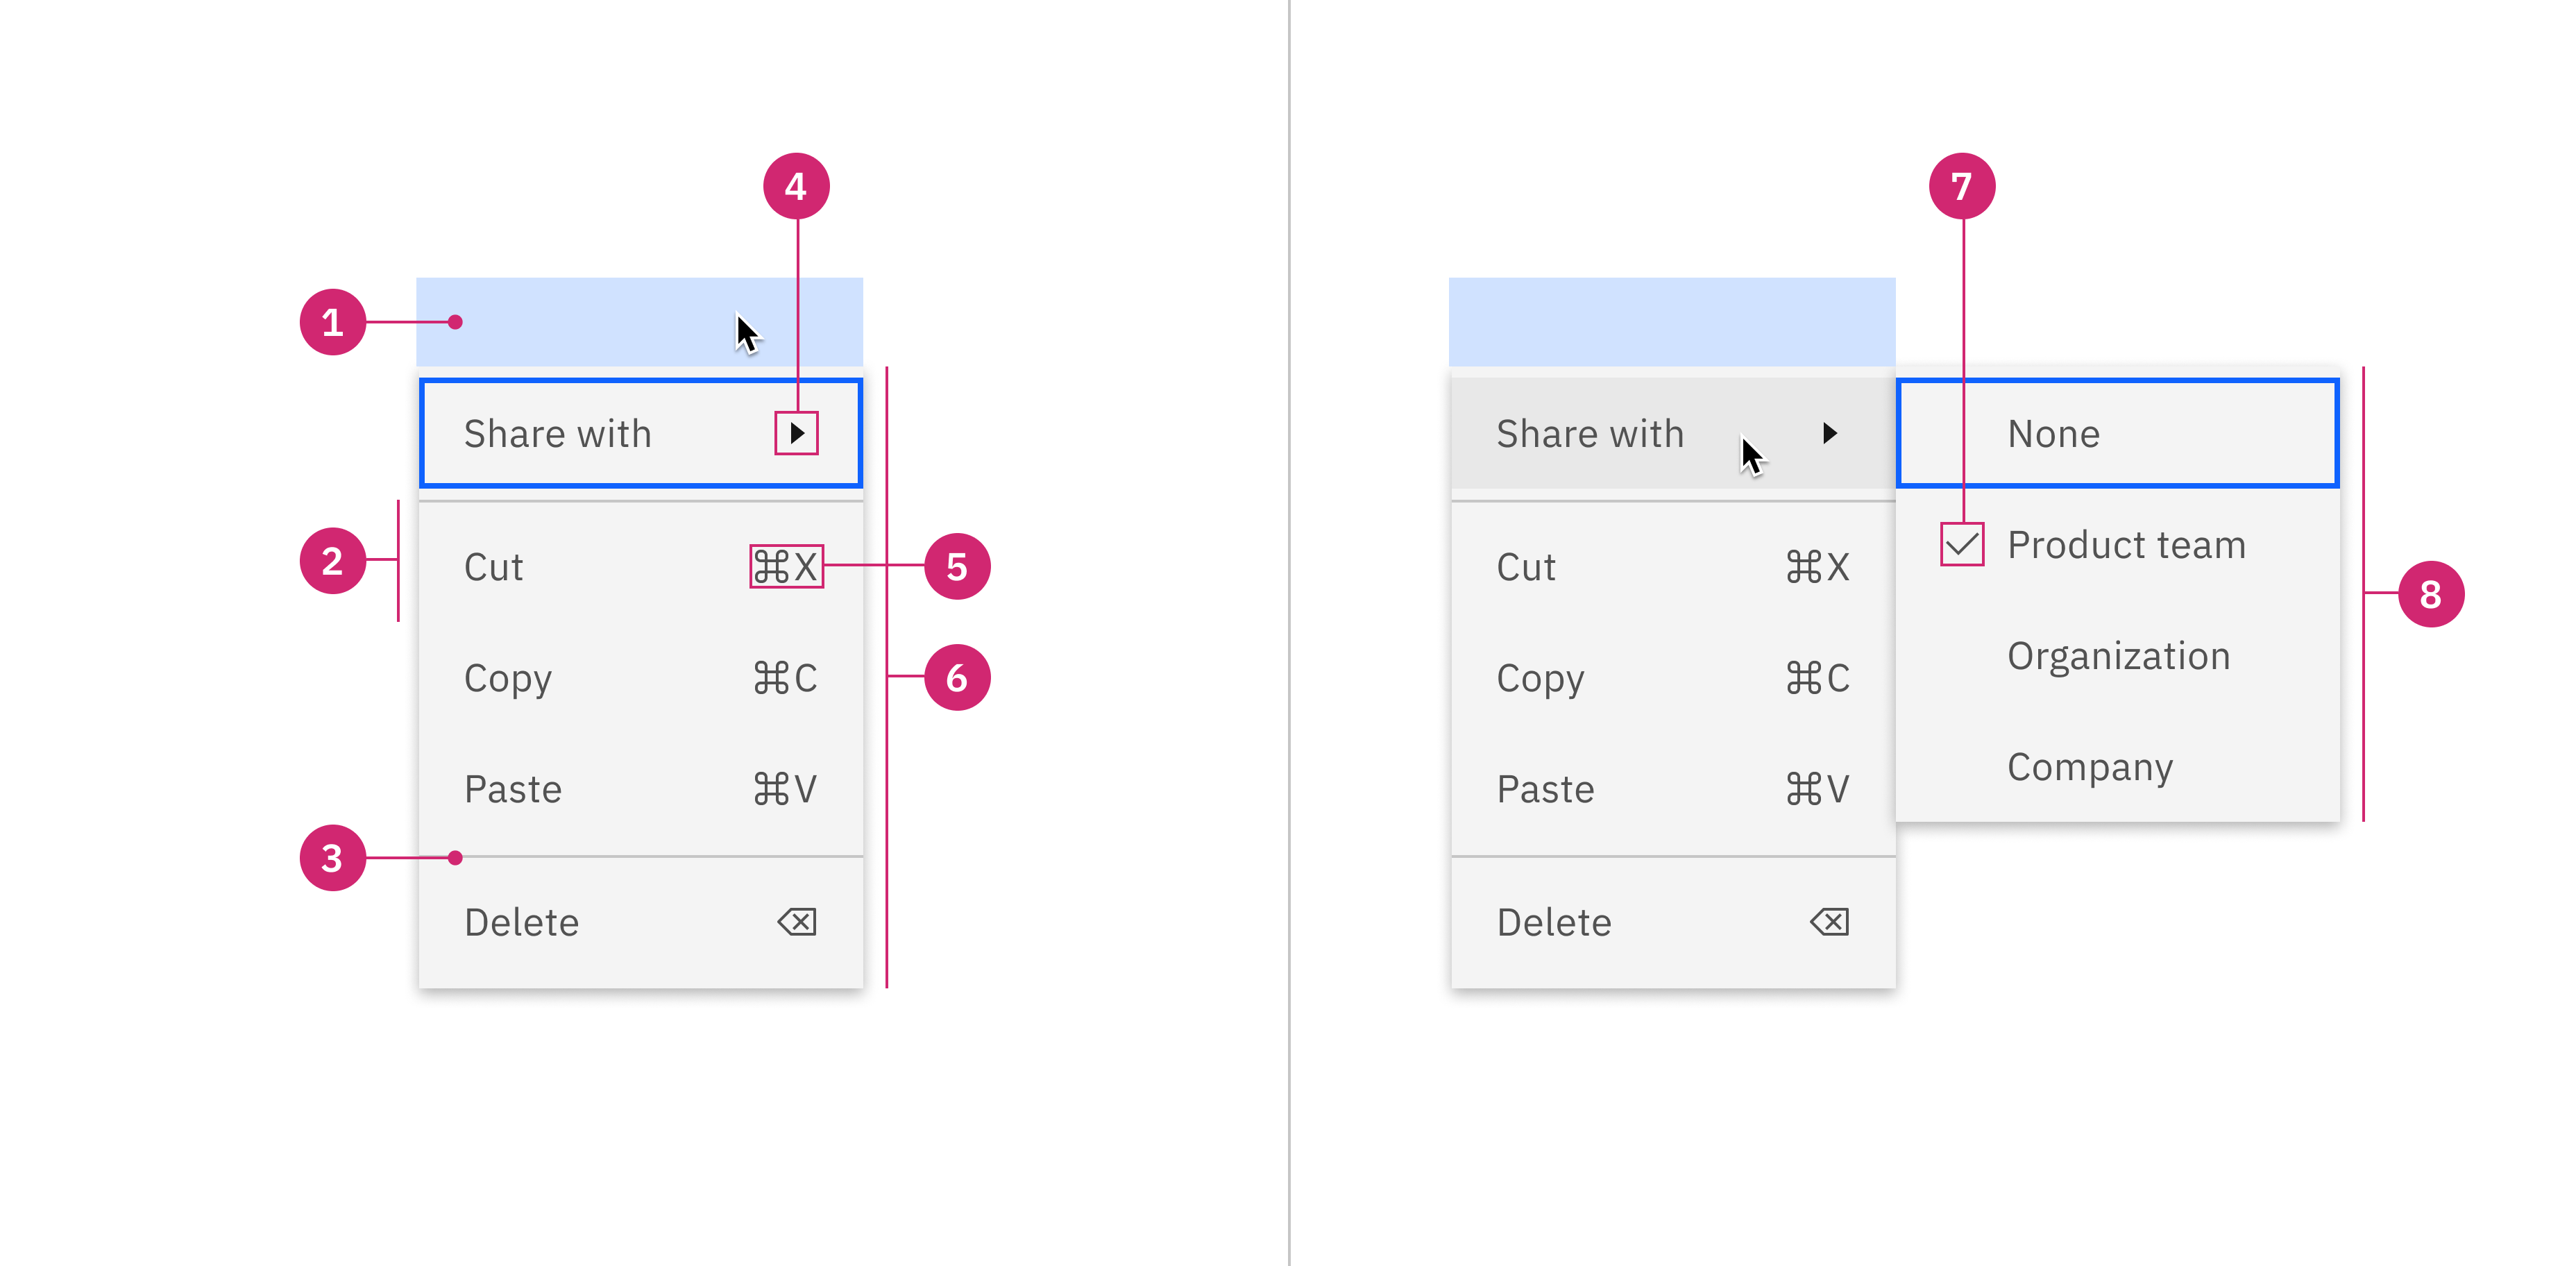 4
1
Share with
2
Cut ⌘X
5
Copy ⌘C
6
Paste ⌘V
3
Delete ⌫
7
Share with
None
Cut ⌘X
Product team
8
Copy ⌘C
Organization
Paste ⌘V
Company
Delete ⌫